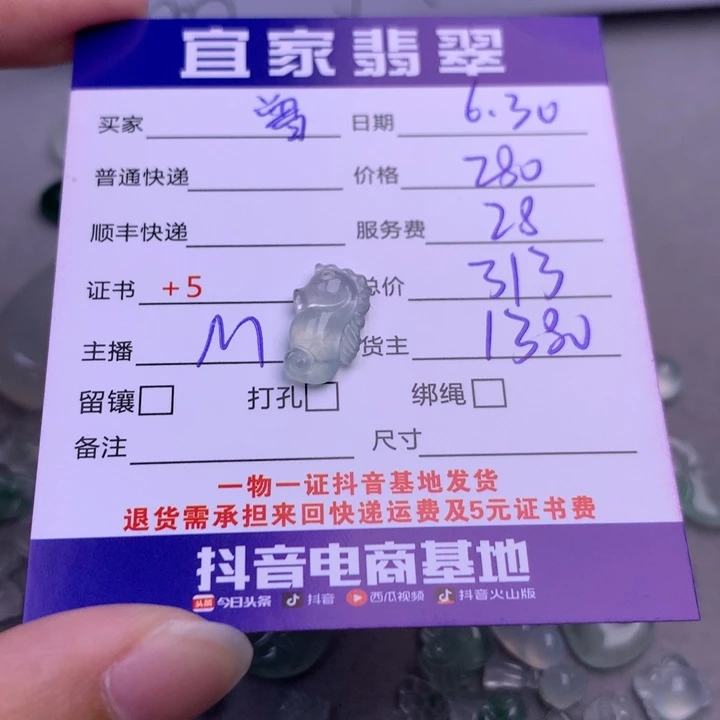 宜家翡翠
买家 曾 日期 6.30
普通快递 价格 280
顺丰快递 服务费 28
证书 +5 总价 313
主播 M 货主 1380
留镶 打孔 绑绳
备注 尺寸
一物一证抖音基地发货
退货需承担来回快递运费及5元证书费
抖音电商基地
头条 今日头条 抖音 西瓜视频 抖音火山版